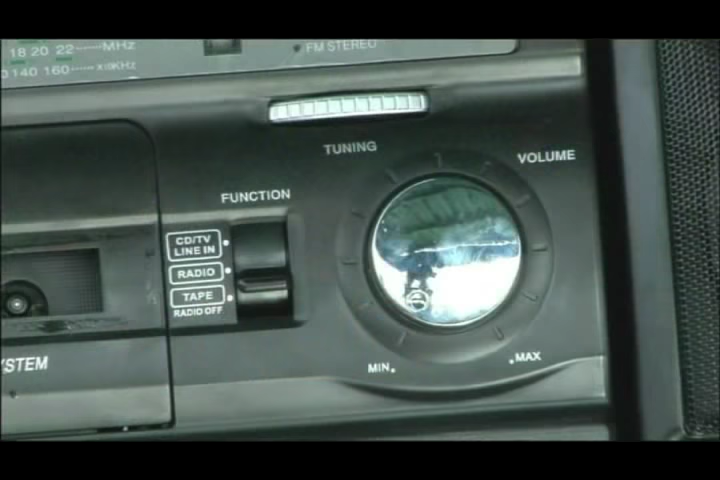 18 20 22 MHz
FM STEREO
140 160 x10KHz
TUNING
VOLUME
FUNCTION
CD/TV
LINE IN
RADIO
TAPE
RADIO OFF
MIN.
MAX